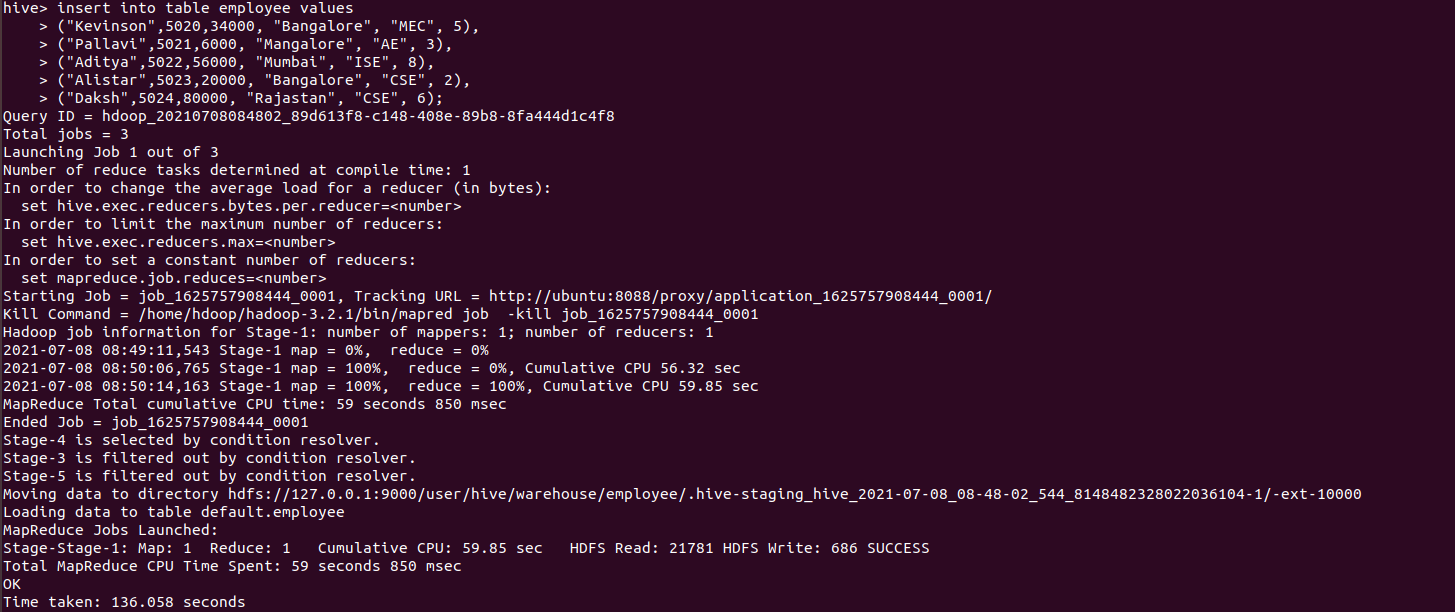 hive> insert into table employee values
    > ("Kevinson",5020,34000, "Bangalore", "MEC", 5),
    > ("Pallavi",5021,6000, "Mangalore", "AE", 3),
    > ("Aditya",5022,56000, "Mumbai", "ISE", 8),
    > ("Alistar",5023,20000, "Bangalore", "CSE", 2),
    > ("Daksh",5024,80000, "Rajastan", "CSE", 6);
Query ID = hdoop_20210708084802_89d613f8-c148-408e-89b8-8fa444d1c4f8
Total jobs = 3
Launching Job 1 out of 3
Number of reduce tasks determined at compile time: 1
In order to change the average load for a reducer (in bytes):
  set hive.exec.reducers.bytes.per.reducer=<number>
In order to limit the maximum number of reducers:
  set hive.exec.reducers.max=<number>
In order to set a constant number of reducers:
  set mapreduce.job.reduces=<number>
Starting Job = job_1625757908444_0001, Tracking URL = http://ubuntu:8088/proxy/application_1625757908444_0001/
Kill Command = /home/hdoop/hadoop-3.2.1/bin/mapred job  -kill job_1625757908444_0001
Hadoop job information for Stage-1: number of mappers: 1; number of reducers: 1
2021-07-08 08:49:11,543 Stage-1 map = 0%,  reduce = 0%
2021-07-08 08:50:06,765 Stage-1 map = 100%,  reduce = 0%, Cumulative CPU 56.32 sec
2021-07-08 08:50:14,163 Stage-1 map = 100%,  reduce = 100%, Cumulative CPU 59.85 sec
MapReduce Total cumulative CPU time: 59 seconds 850 msec
Ended Job = job_1625757908444_0001
Stage-4 is selected by condition resolver.
Stage-3 is filtered out by condition resolver.
Stage-5 is filtered out by condition resolver.
Moving data to directory hdfs://127.0.0.1:9000/user/hive/warehouse/employee/.hive-staging_hive_2021-07-08_08-48-02_544_8148482328022036104-1/-ext-10000
Loading data to table default.employee
MapReduce Jobs Launched:
Stage-Stage-1: Map: 1  Reduce: 1   Cumulative CPU: 59.85 sec   HDFS Read: 21781 HDFS Write: 686 SUCCESS
Total MapReduce CPU Time Spent: 59 seconds 850 msec
OK
Time taken: 136.058 seconds